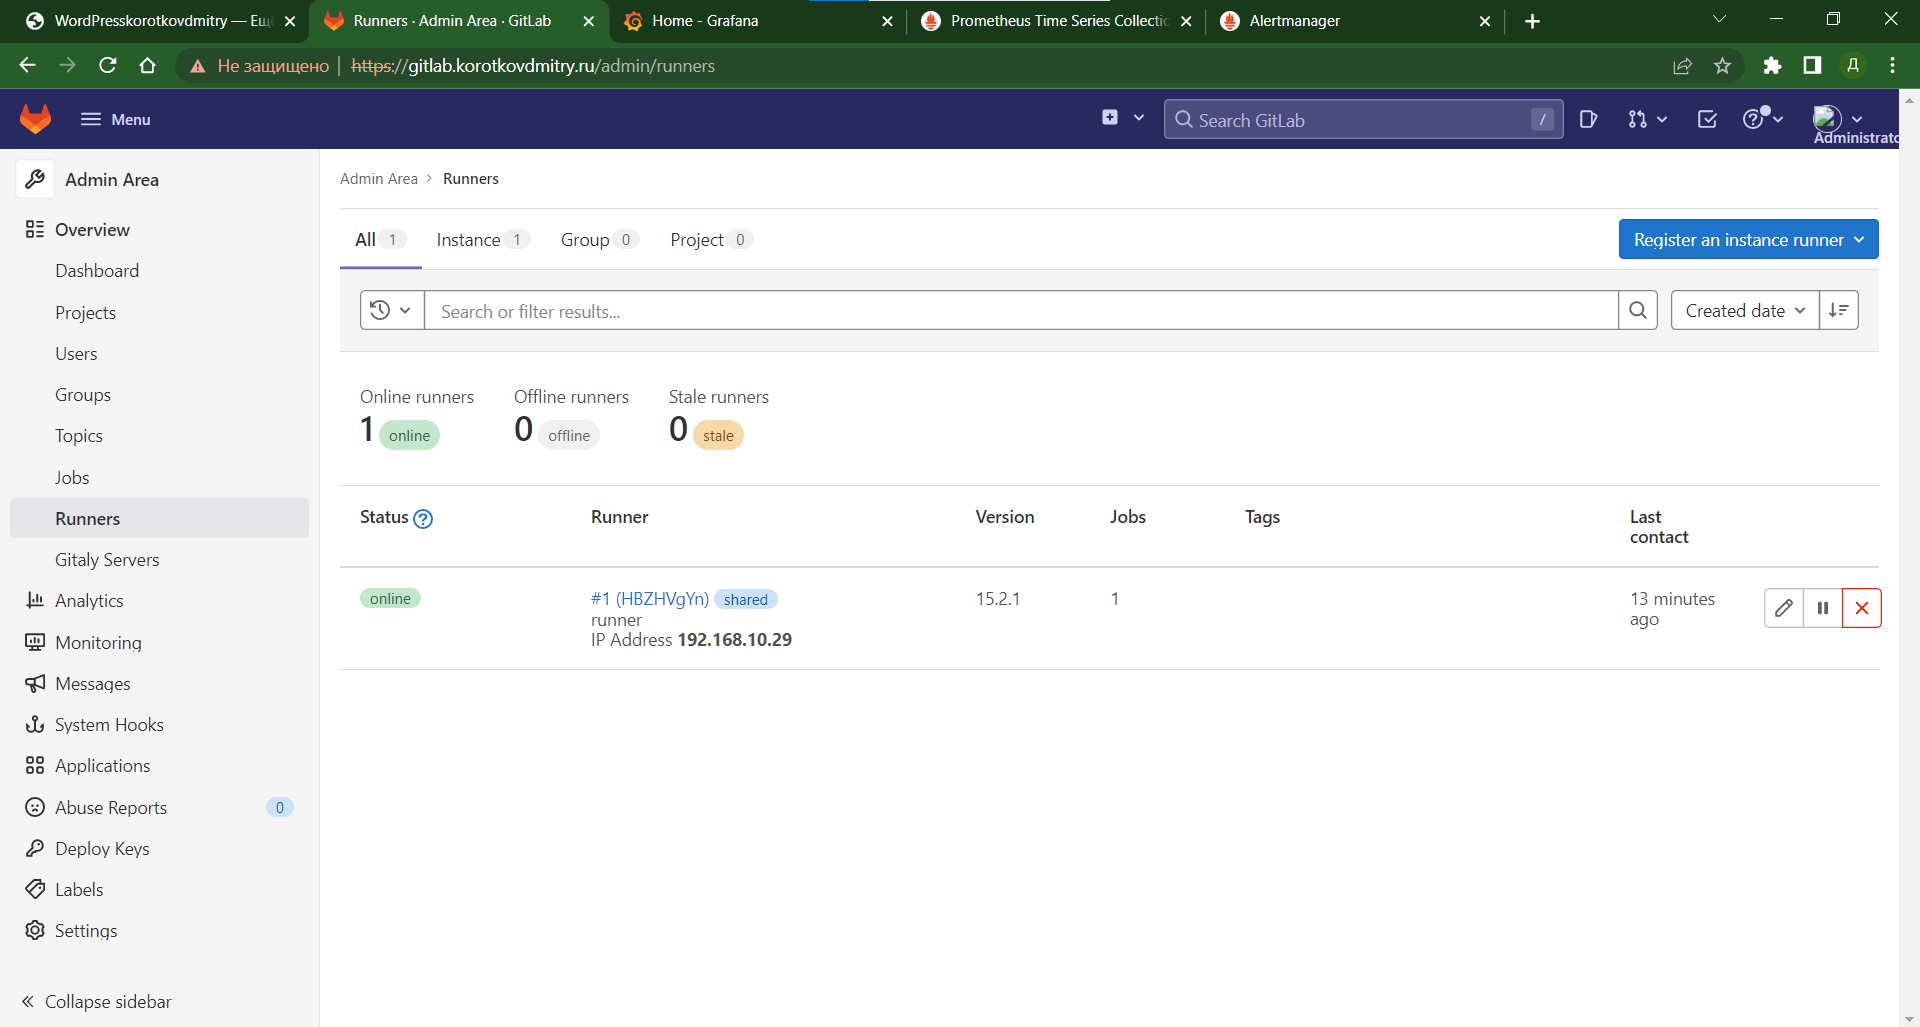 WordPresskorotkovdmitry — Ещё
Runners · Admin Area · GitLab
Home - Grafana
Prometheus Time Series Collectio
Alertmanager
Не защищено
https://gitlab.korotkovdmitry.ru/admin/runners
Д
Menu
Search GitLab
/
Administrato
Admin Area
Overview
Dashboard
Projects
Users
Groups
Topics
Jobs
Runners
Gitaly Servers
Analytics
Monitoring
Messages
System Hooks
Applications
Abuse Reports 0
Deploy Keys
Labels
Settings
Collapse sidebar
Admin Area › Runners
All 1 Instance 1 Group 0 Project 0
Register an instance runner
Search or filter results...
Created date
Online runners Offline runners Stale runners
1 online 0 offline 0 stale
Status Runner Version Jobs Tags Last
contact
online #1 (HBZHVgYn) shared 15.2.1 1 13 minutes
runner ago
IP Address 192.168.10.29